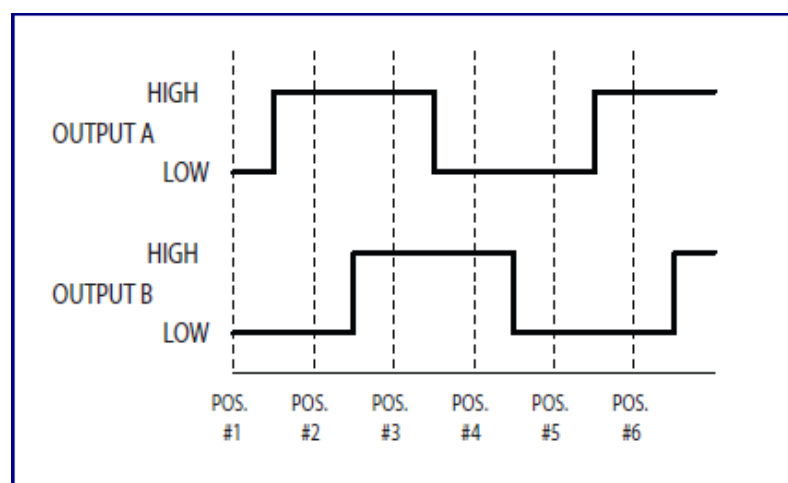 HIGH
OUTPUT A
LOW
HIGH
OUTPUT B
LOW
POS. POS. POS. POS. POS. POS.
#1 #2 #3 #4 #5 #6